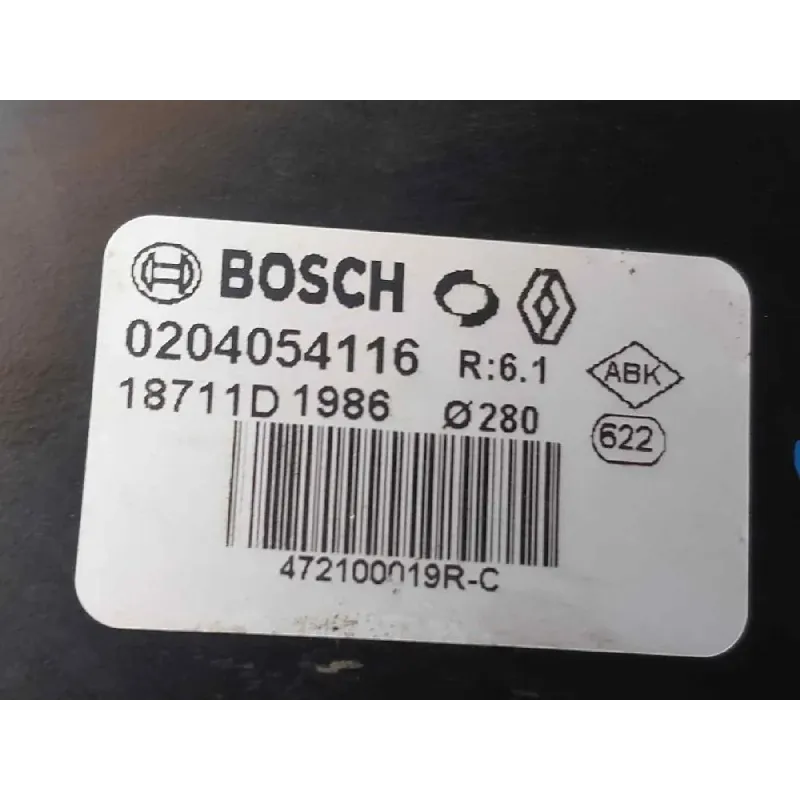 BOSCH
0204054116 R:6.1
18711D 1986 Ø280
ABK
622
472100019R-C